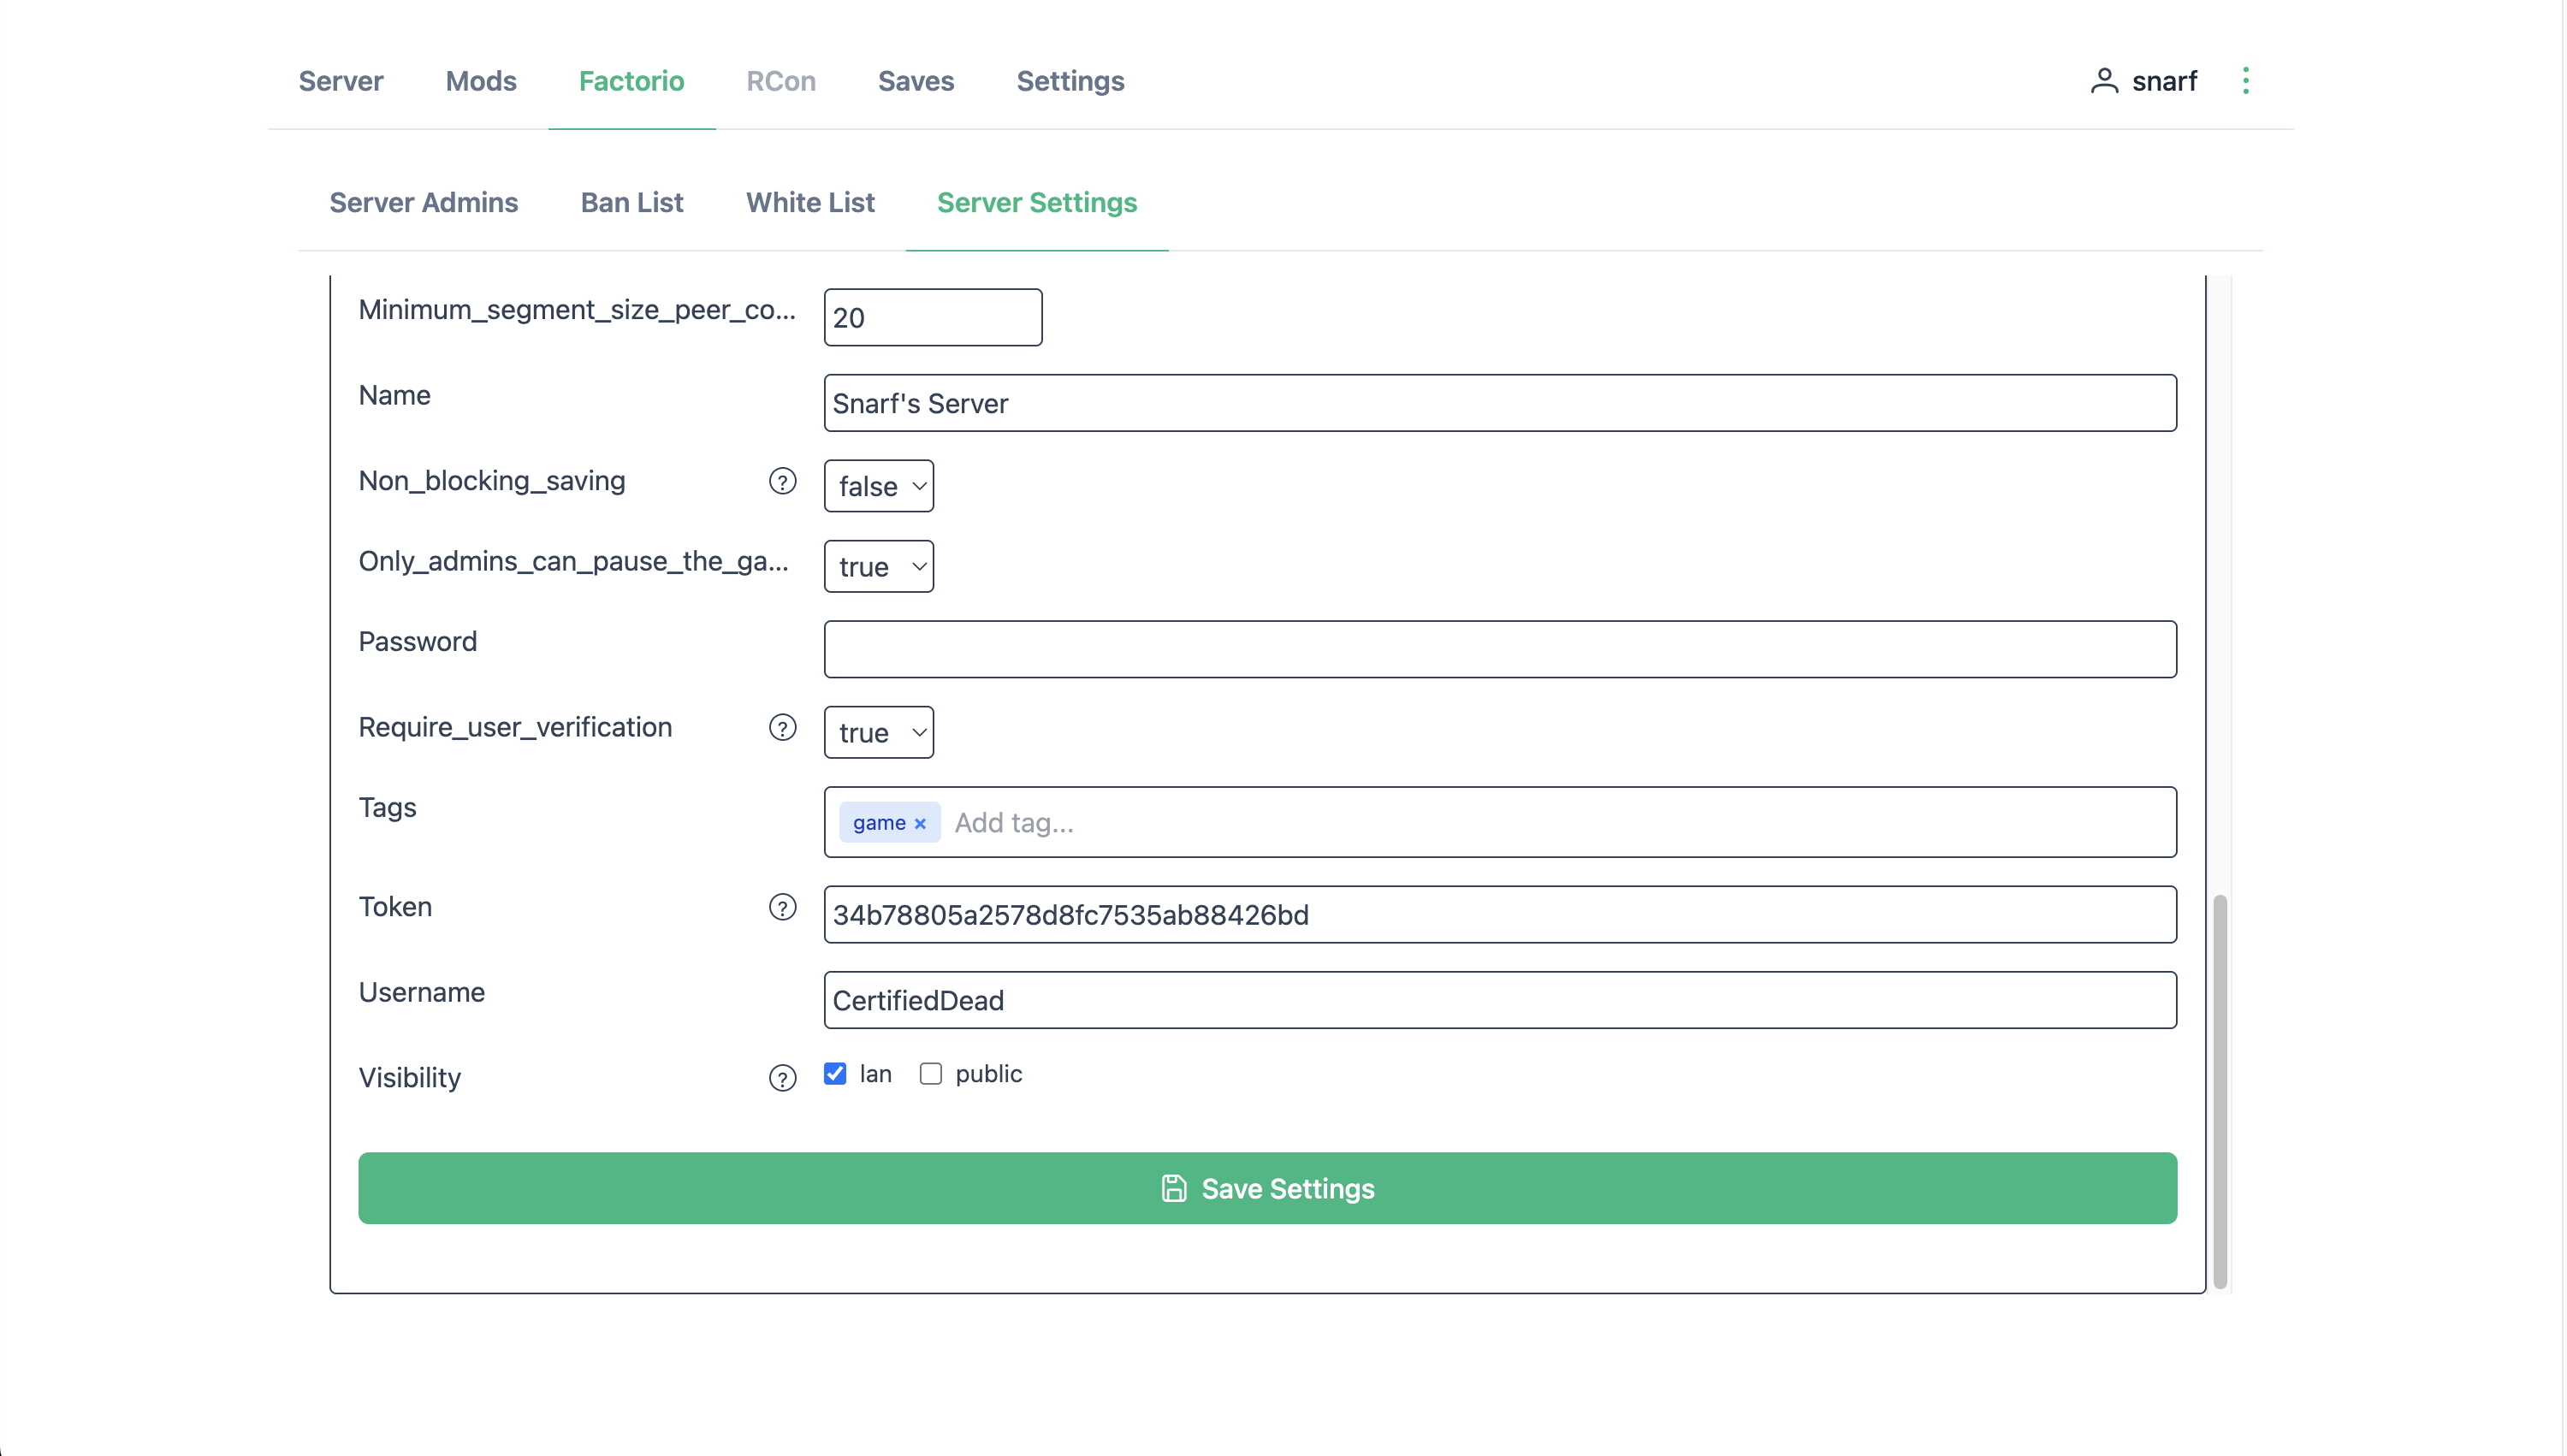 Server Mods Factorio RCon Saves Settings snarf
Server Admins Ban List White List Server Settings
Minimum_segment_size_peer_co... 20
Name Snarf's Server
Non_blocking_saving ? false
Only_admins_can_pause_the_ga... true
Password
Require_user_verification ? true
Tags game × Add tag...
Token ? 34b78805a2578d8fc7535ab88426bd
Username CertifiedDead
Visibility ? lan public
Save Settings